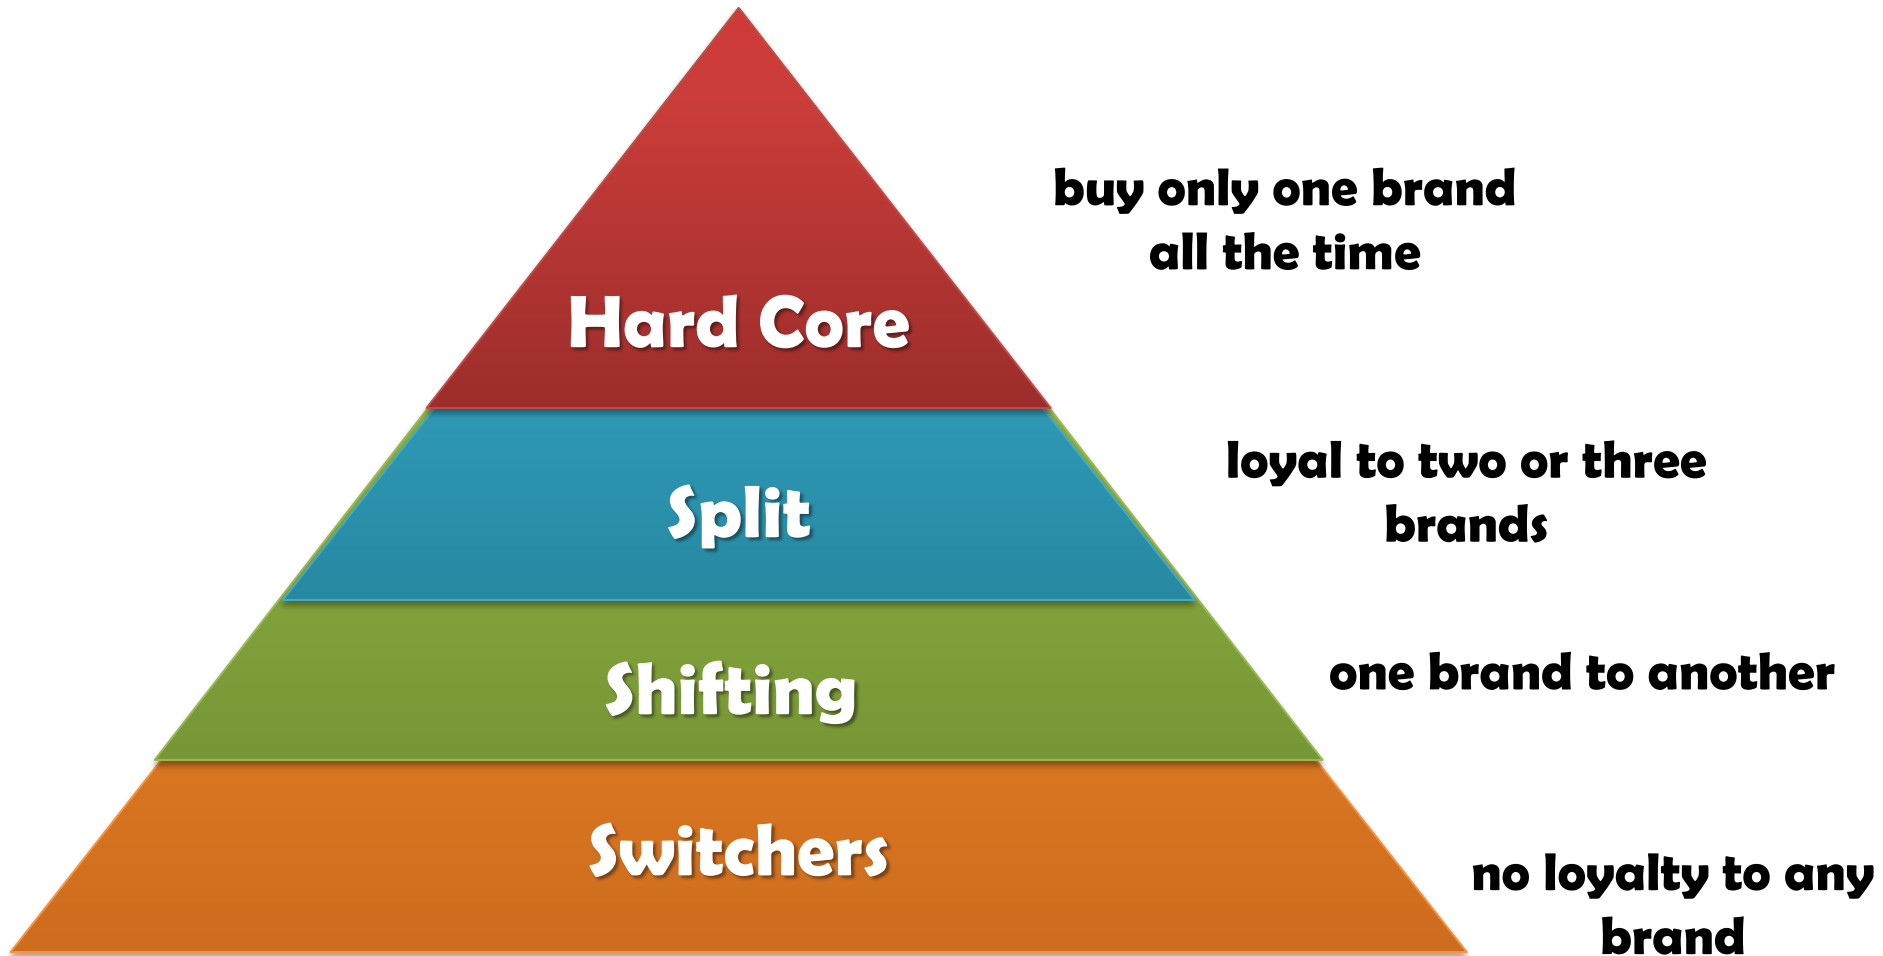 buy only one brand
all the time
Hard Core
loyal to two or three
brands
Split
one brand to another
Shifting
Switchers
no loyalty to any
brand